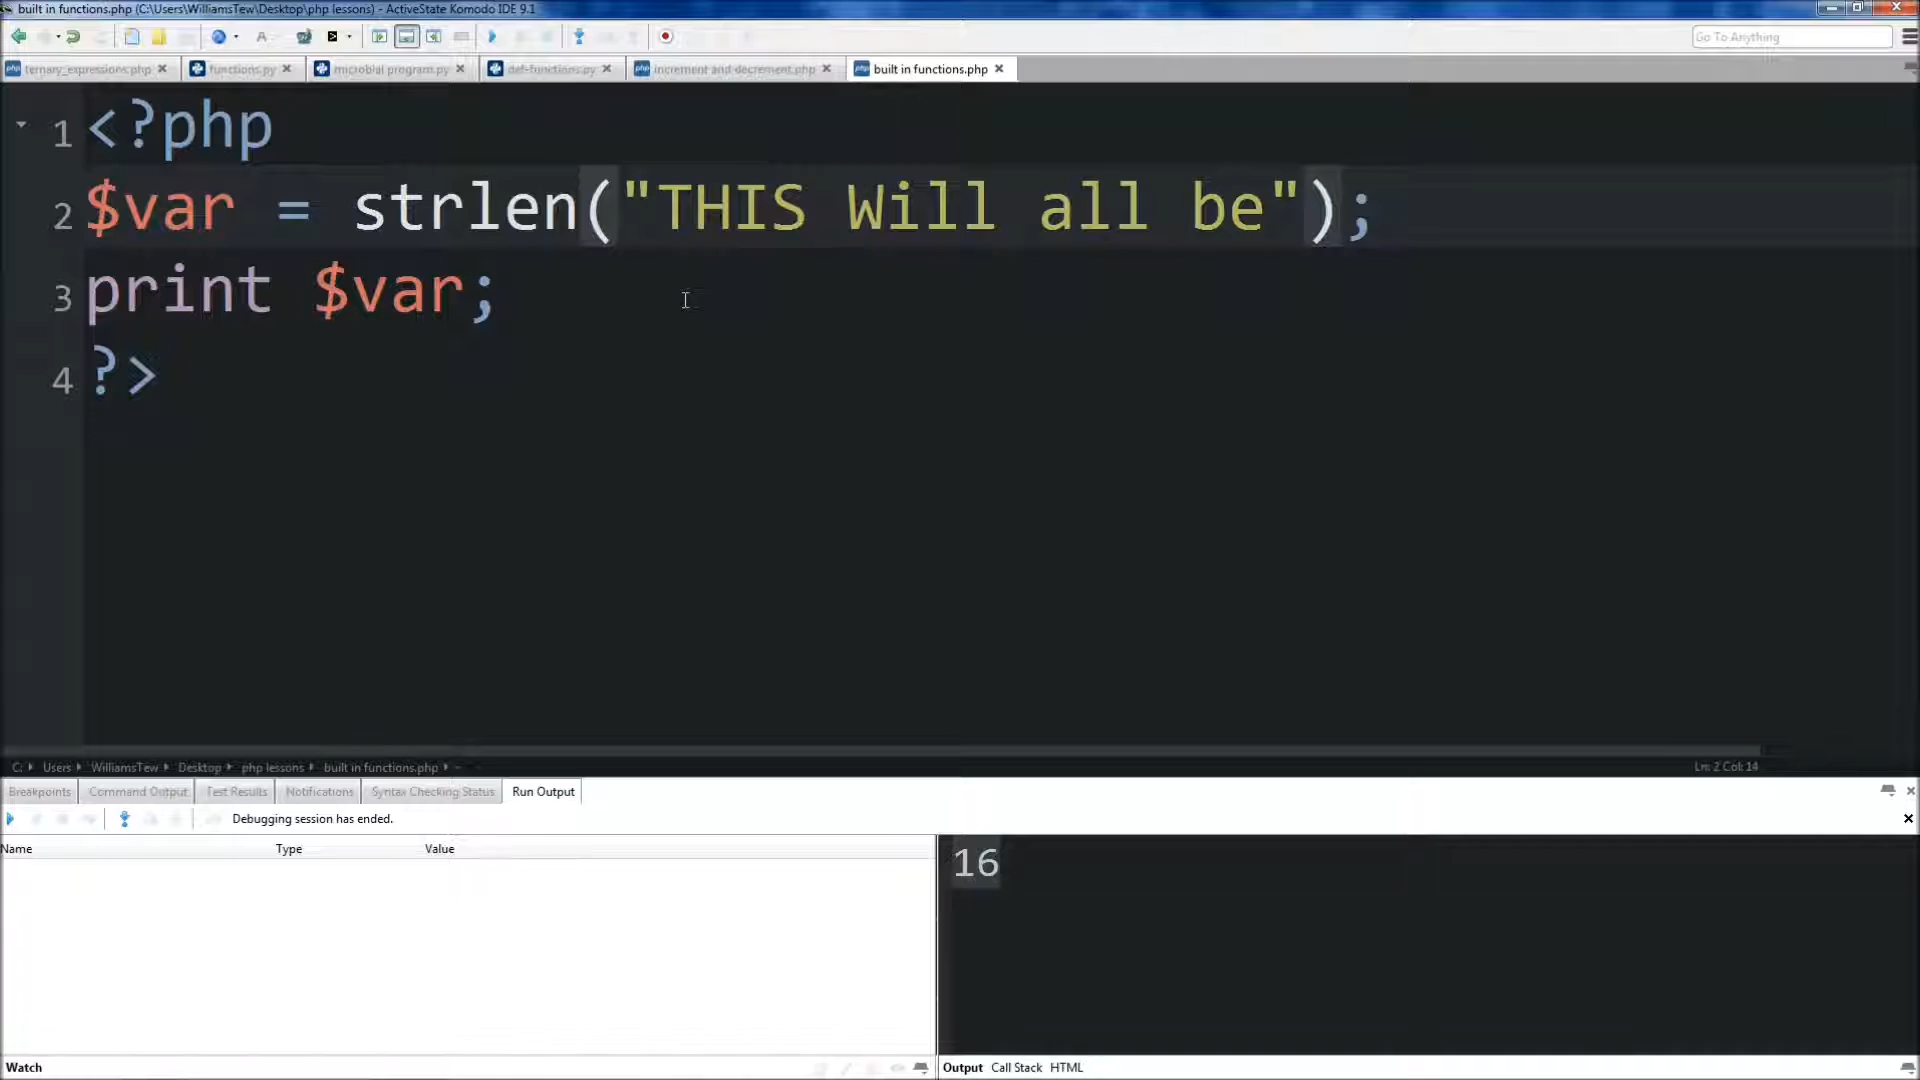 built in functions.php (C:\Users\WilliamsTew\Desktop\php lessons) - ActiveState Komodo IDE 9.1
Go To Anything
ternary_expressions.php functions.py microbial program.py def-functions.py increment and decrement.php built in functions.php
1 <?php
2 $var = strlen("THIS Will all be");
3 print $var;
4 ?>
C: Users WilliamsTew Desktop php lessons built in functions.php Ln: 2 Col: 14
Breakpoints Command Output Test Results Notifications Syntax Checking Status Run Output
Debugging session has ended.
Name Type Value
16
Watch Output Call Stack HTML